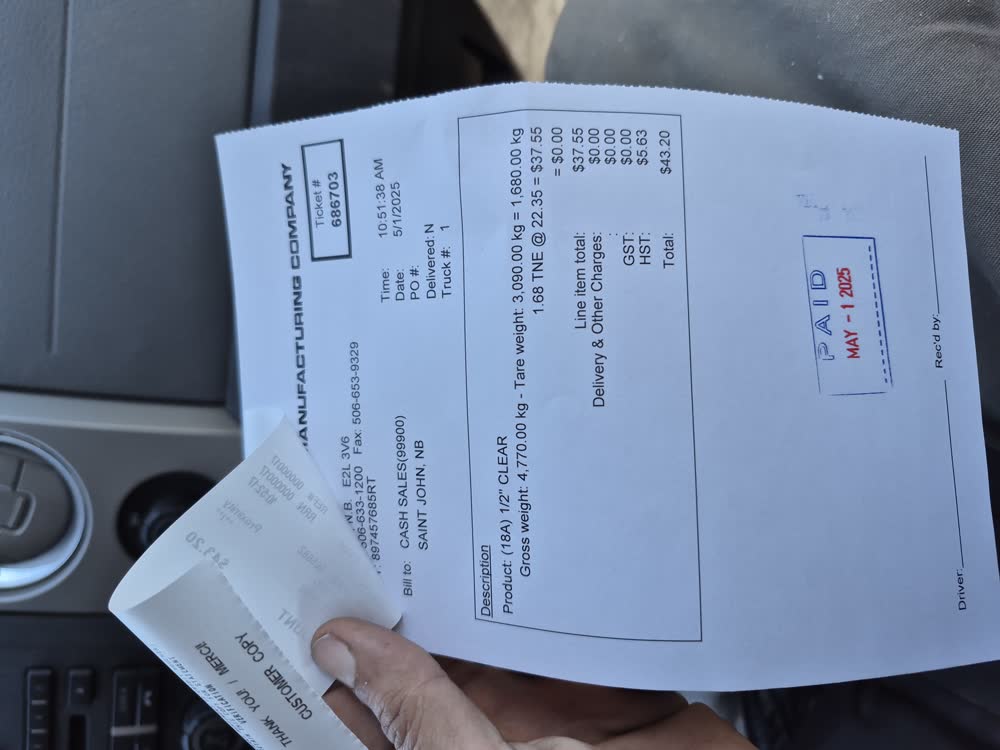 VERIFICATION
THANK YOU! / MERCI!
CUSTOMER COPY
$43.20
ANUFACTURING COMPANY
Ticket #
686703
N.B. E2L 3V6
506-633-1200 Fax: 506-653-9329
: 897457685RT
Bill to: CASH SALES(99900)
SAINT JOHN, NB
Time: 10:51:38 AM
Date: 5/1/2025
PO #:
Delivered: N
Truck #: 1
Description
Product: (18A) 1/2" CLEAR
Gross weight: 4,770.00 kg - Tare weight: 3,090.00 kg = 1,680.00 kg
1.68 TNE @ 22.35 = $37.55
= $0.00
Line item total: $37.55
Delivery & Other Charges: $0.00
: $0.00
GST: $0.00
HST: $5.63
Total: $43.20
PAID
MAY - 1 2025
Driver:
Rec'd by: